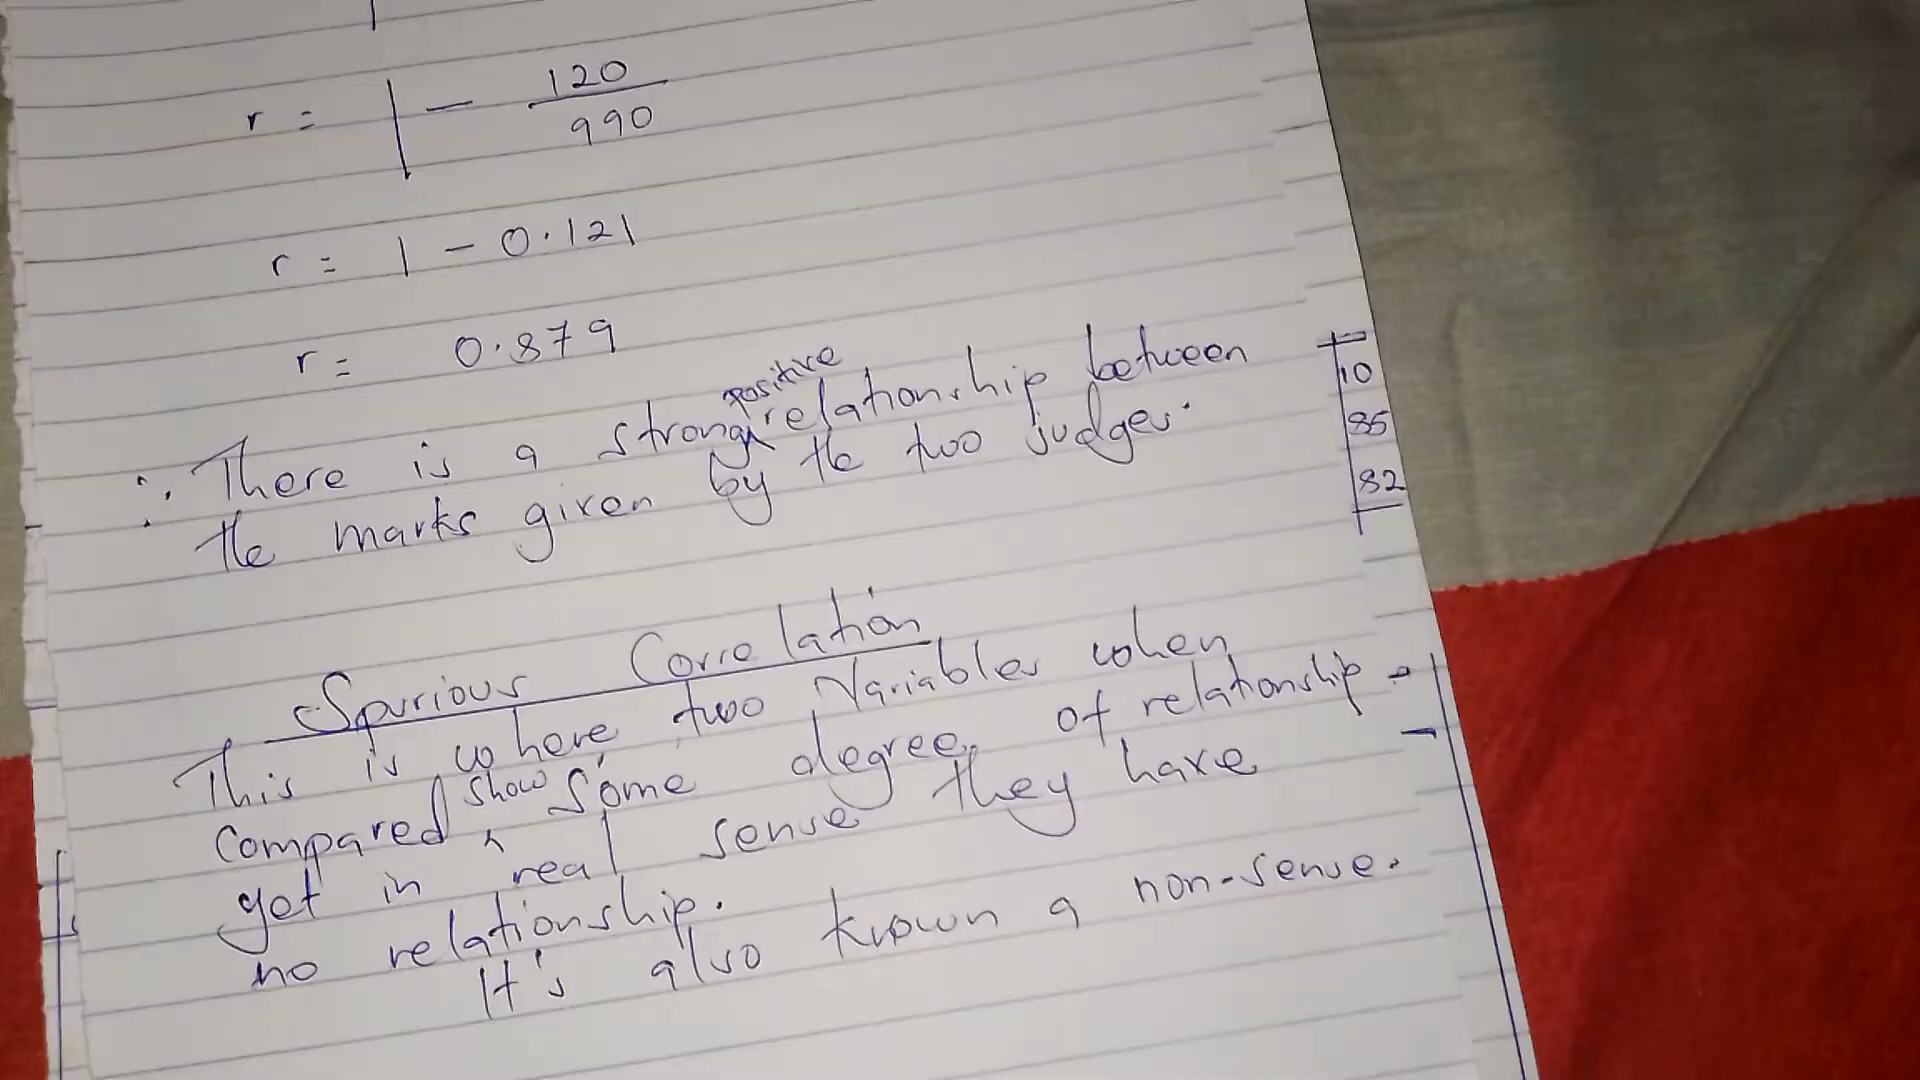 r = 1 - 120/990
r = 1 - 0.121
r = 0.879
∴ There is a strong positive relationship between
the marks given by the two judges.
10
85
82
Spurious Correlation
This is where two Variables when
Compared show some degree of relationship -
yet in real sense they have
no relationship.
It's also known a non-sense.